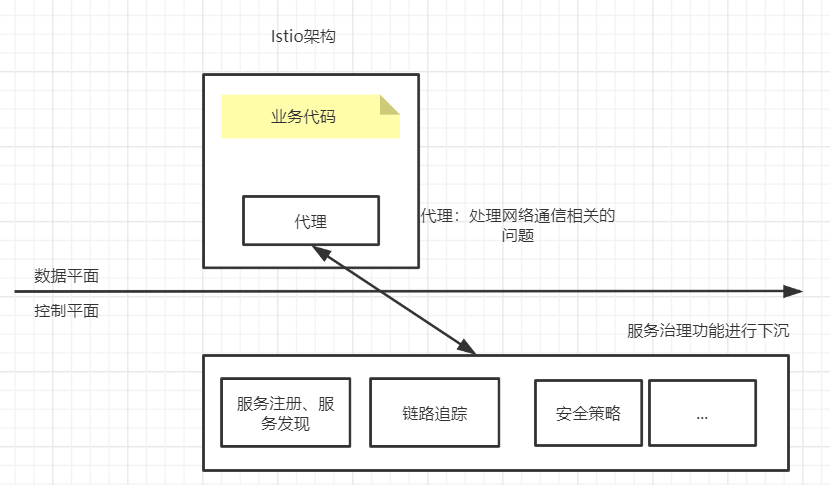 Istio架构
业务代码
代理
代理：处理网络通信相关的
问题
数据平面
控制平面
服务治理功能进行下沉
服务注册、服
务发现
链路追踪
安全策略
...